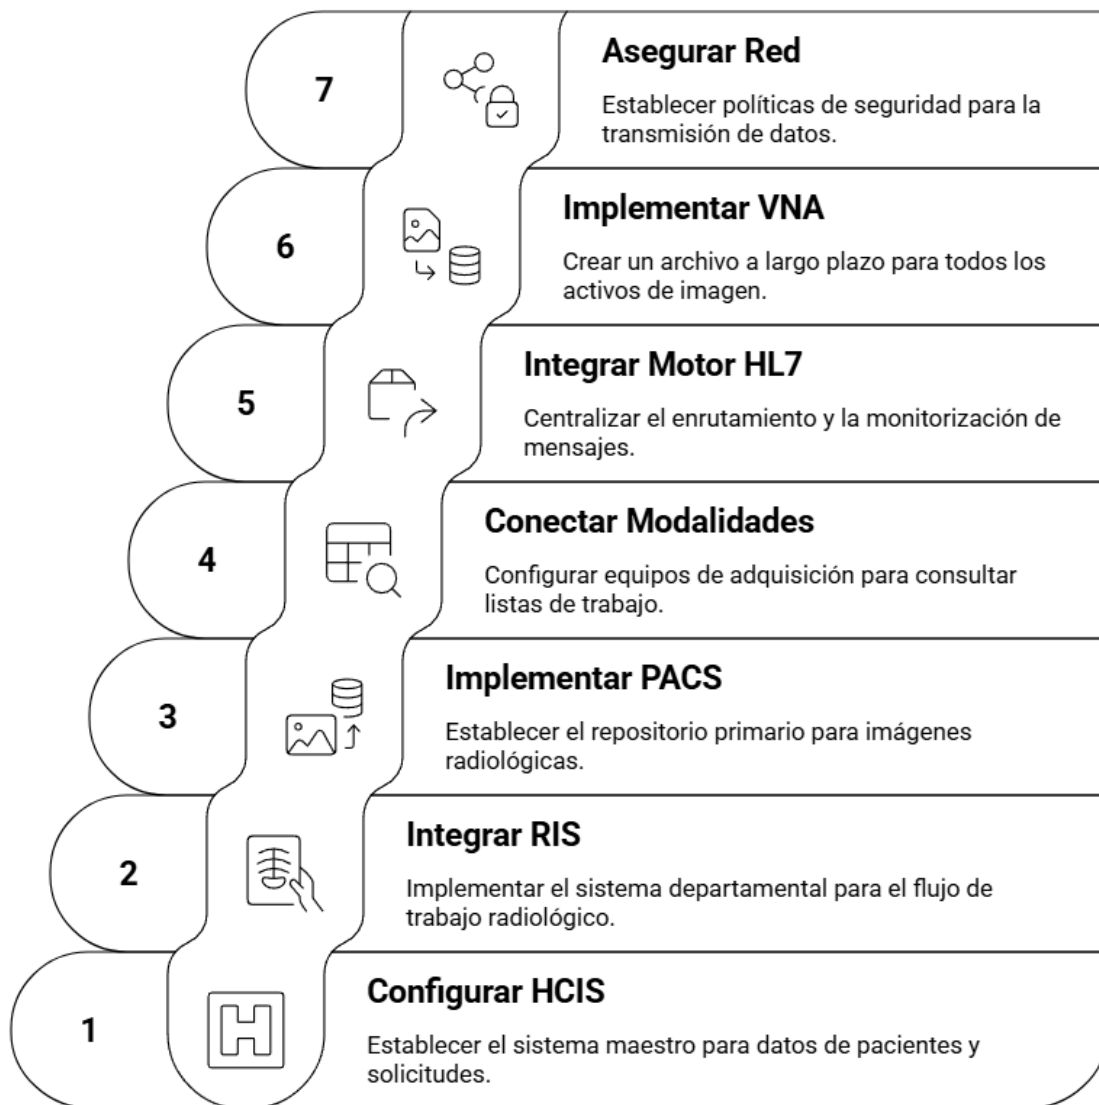 7
Asegurar Red
Establecer políticas de seguridad para la
transmisión de datos.
6
Implementar VNA
Crear un archivo a largo plazo para todos los
activos de imagen.
5
Integrar Motor HL7
Centralizar el enrutamiento y la monitorización de
mensajes.
4
Conectar Modalidades
Configurar equipos de adquisición para consultar
listas de trabajo.
3
Implementar PACS
Establecer el repositorio primario para imágenes
radiológicas.
2
Integrar RIS
Implementar el sistema departamental para el flujo de
trabajo radiológico.
1
H
Configurar HCIS
Establecer el sistema maestro para datos de pacientes y
solicitudes.